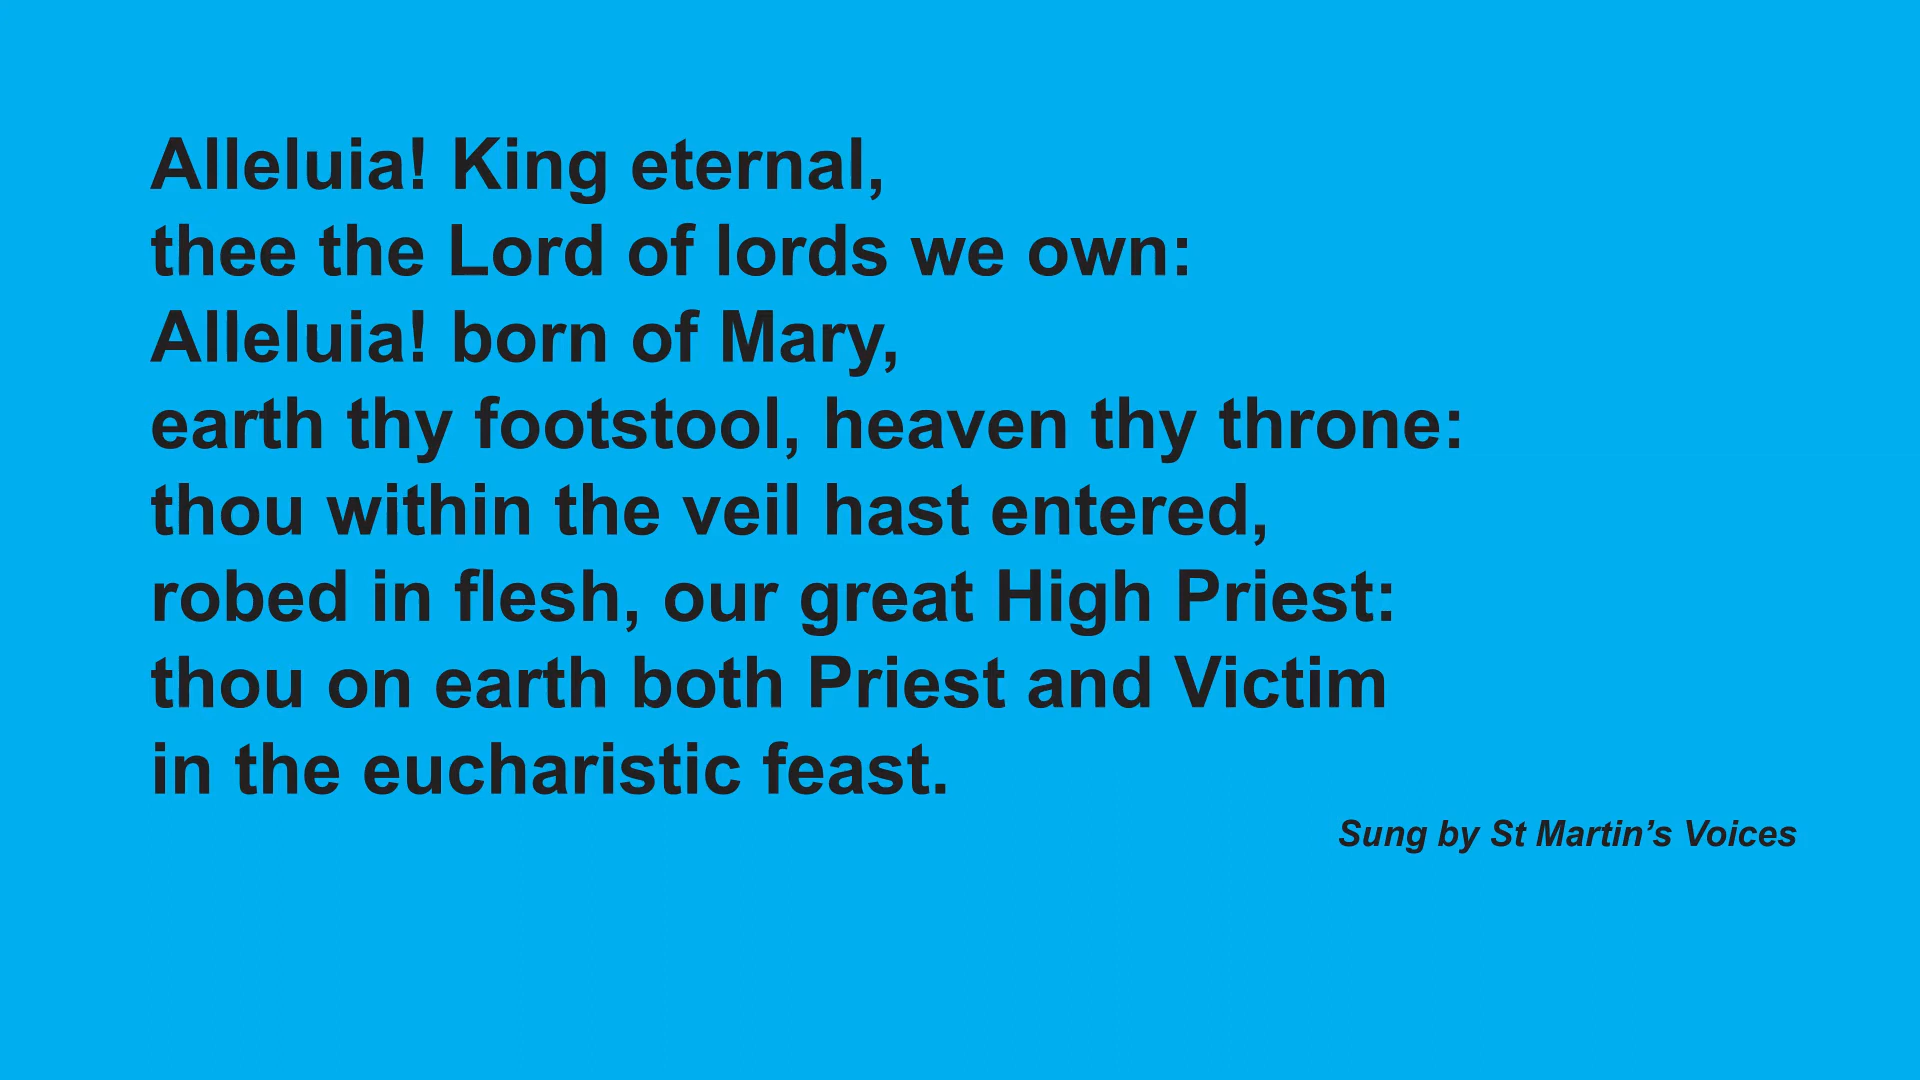 Alleluia! King eternal,
thee the Lord of lords we own:
Alleluia! born of Mary,
earth thy footstool, heaven thy throne:
thou within the veil hast entered,
robed in flesh, our great High Priest:
thou on earth both Priest and Victim
in the eucharistic feast.
Sung by St Martin’s Voices